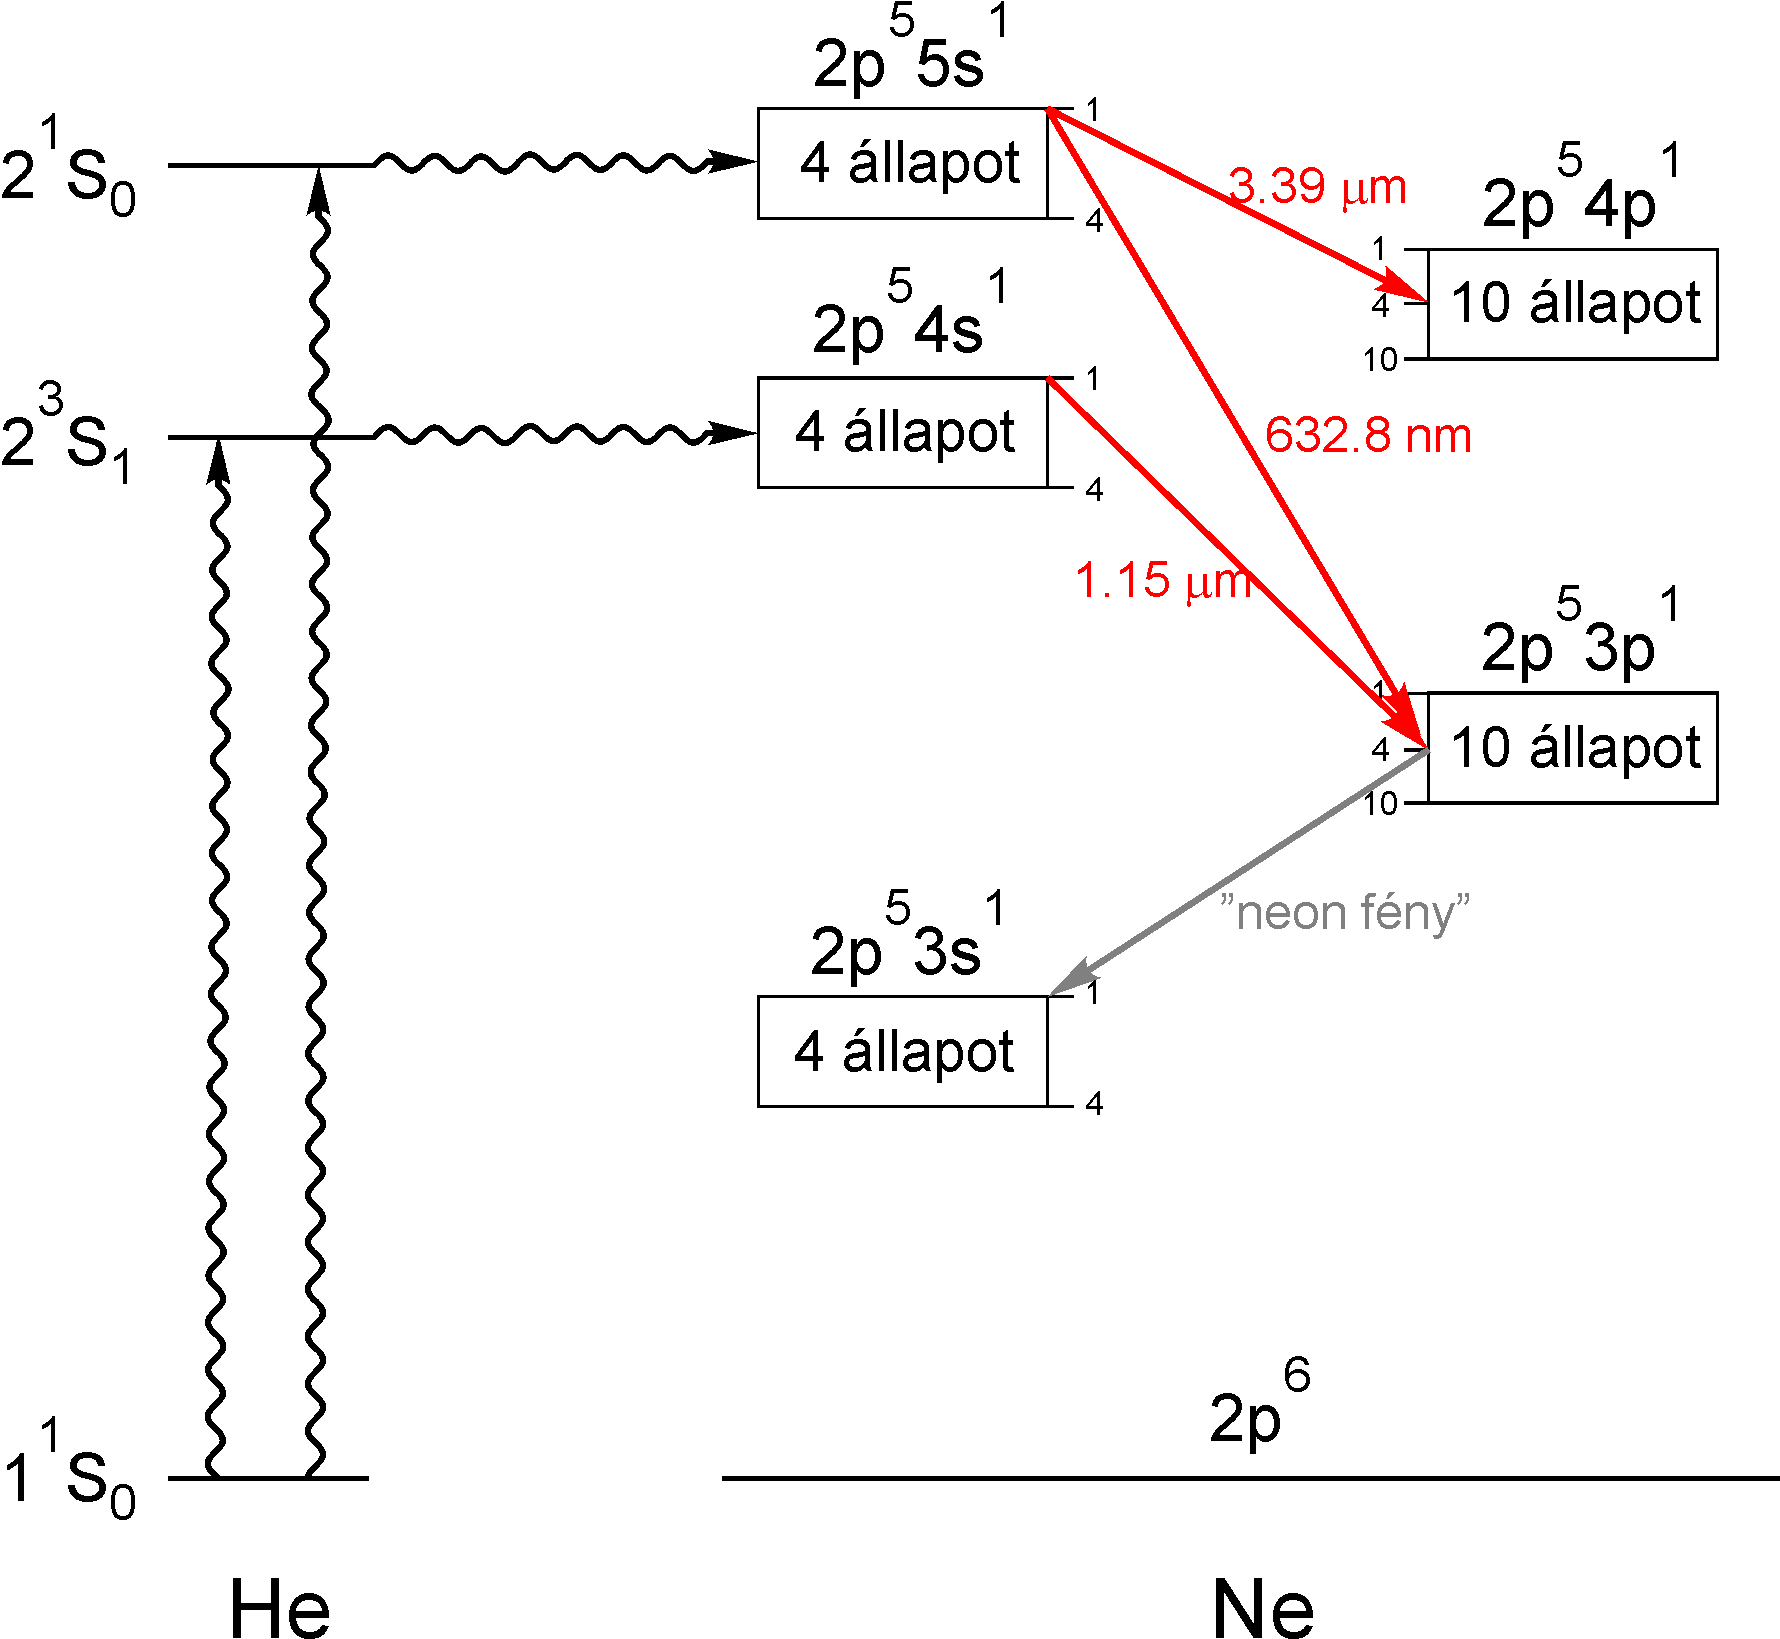 2p⁵5s¹
1
2¹S₀
4 állapot
4
3.39 μm
2p⁵4p¹
1
4
10
10 állapot
2p⁵4s¹
1
2³S₁
4 állapot
4
632.8 nm
1.15 μm
2p⁵3p¹
1
4
10
10 állapot
”neon fény”
2p⁵3s¹
1
4 állapot
4
2p⁶
1¹S₀
He
Ne